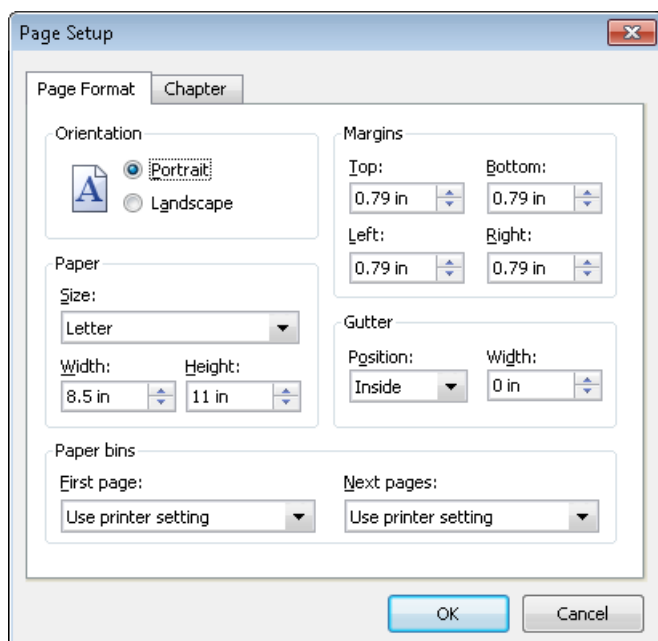 Page Setup
Page Format
Chapter
Orientation
A
Portrait
Landscape
Margins
Top:
Bottom:
0.79 in
0.79 in
Left:
Right:
0.79 in
0.79 in
Paper
Size:
Letter
Width:
Height:
8.5 in
11 in
Gutter
Position:
Width:
Inside
0 in
Paper bins
First page:
Next pages:
Use printer setting
Use printer setting
OK
Cancel